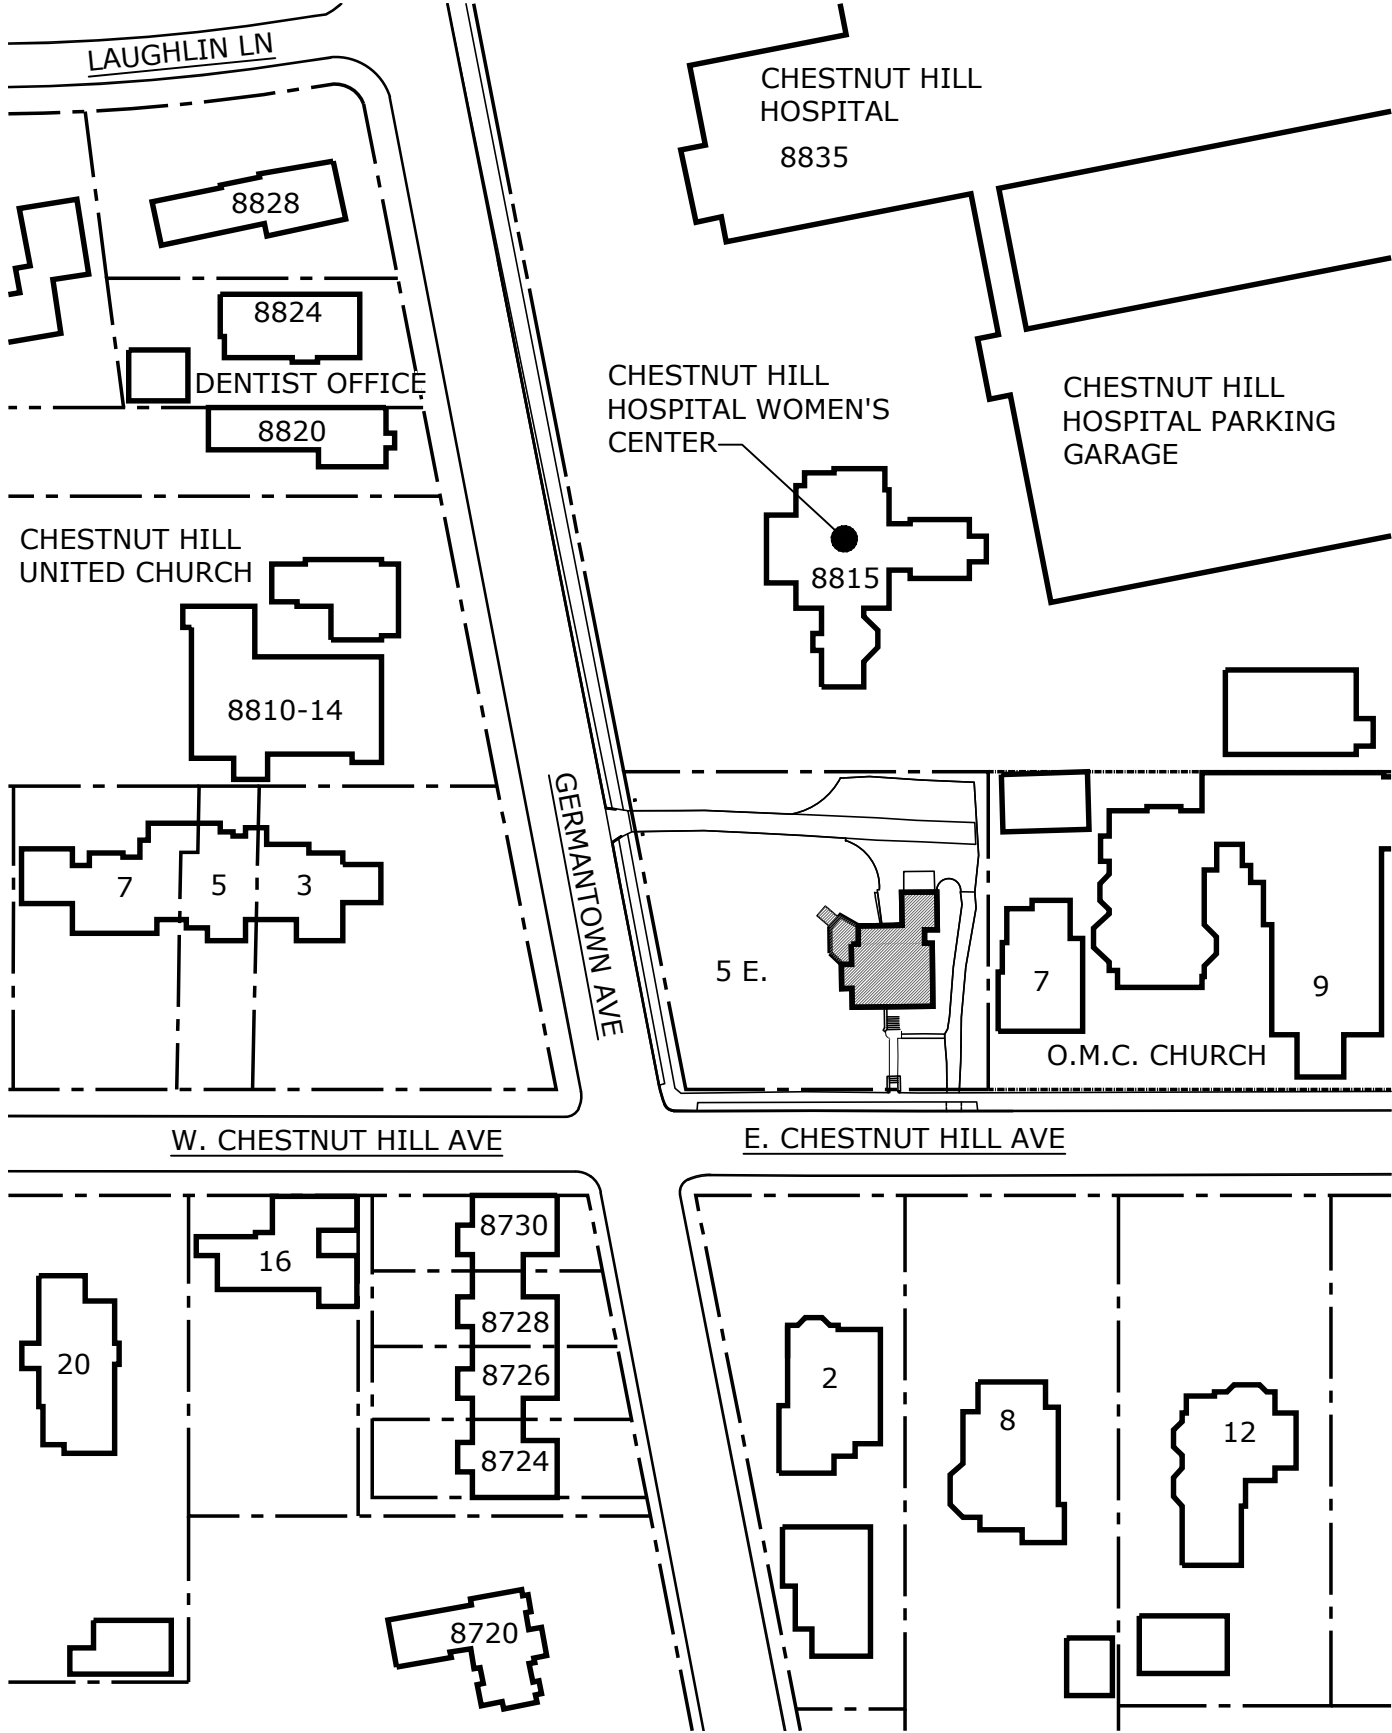 LAUGHLIN LN
CHESTNUT HILL
HOSPITAL
8835
8828
8824
DENTIST OFFICE
8820
CHESTNUT HILL
HOSPITAL WOMEN'S
CENTER
CHESTNUT HILL
HOSPITAL PARKING
GARAGE
CHESTNUT HILL
UNITED CHURCH
8815
8810-14
GERMANTOWN AVE
7
5
3
5 E.
7
9
O.M.C. CHURCH
W. CHESTNUT HILL AVE
E. CHESTNUT HILL AVE
8730
16
8728
20
8726
2
8
12
8724
8720